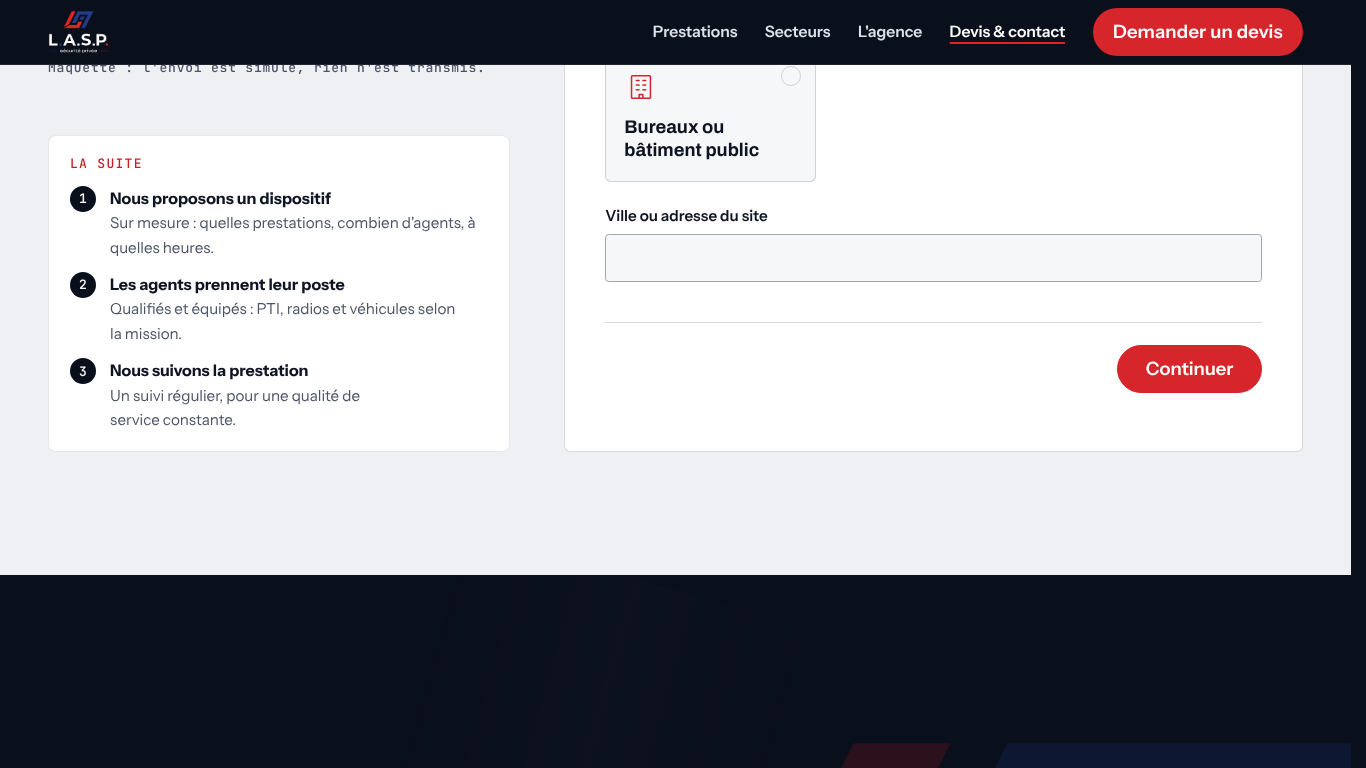 L.A.S.P.
sécurité privée
Prestations
Secteurs
L'agence
Devis & contact
Demander un devis
Maquette : l'envoi est simulé, rien n'est transmis.
LA SUITE
1 Nous proposons un dispositif
Sur mesure : quelles prestations, combien d'agents, à
quelles heures.
2 Les agents prennent leur poste
Qualifiés et équipés : PTI, radios et véhicules selon
la mission.
3 Nous suivons la prestation
Un suivi régulier, pour une qualité de
service constante.
Bureaux ou
bâtiment public
Ville ou adresse du site
Continuer